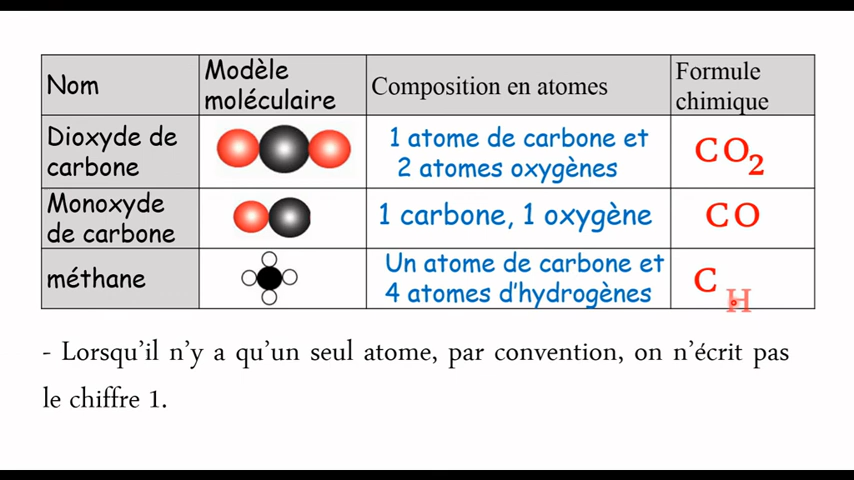 Nom
Modèle
moléculaire
Composition en atomes
Formule
chimique
Dioxyde de
carbone
1 atome de carbone et
2 atomes oxygènes
CO₂
Monoxyde
de carbone
1 carbone, 1 oxygène
CO
méthane
Un atome de carbone et
4 atomes d'hydrogènes
C H
- Lorsqu'il n'y a qu'un seul atome, par convention, on n'écrit pas
le chiffre 1.